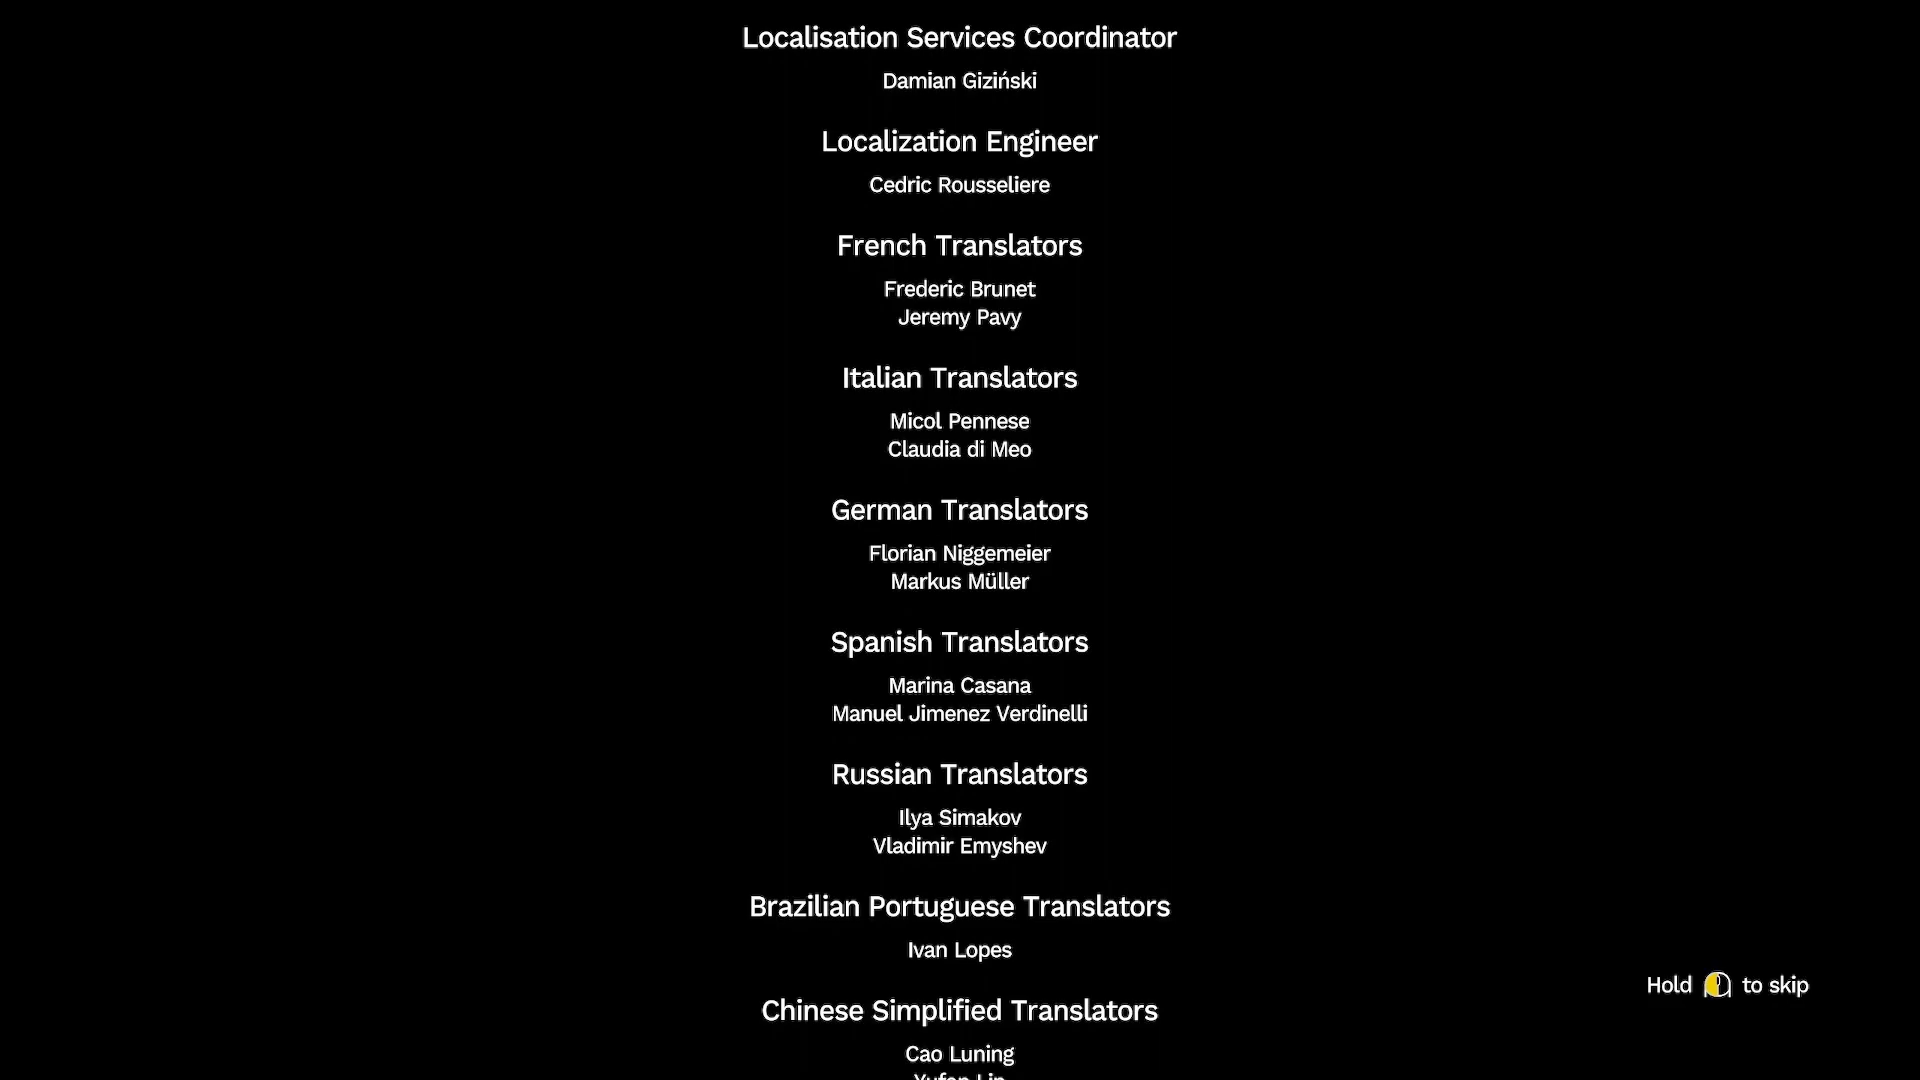 Localisation Services Coordinator
Damian Giziński
Localization Engineer
Cedric Rousseliere
French Translators
Frederic Brunet
Jeremy Pavy
Italian Translators
Micol Pennese
Claudia di Meo
German Translators
Florian Niggemeier
Markus Müller
Spanish Translators
Marina Casana
Manuel Jimenez Verdinelli
Russian Translators
Ilya Simakov
Vladimir Emyshev
Brazilian Portuguese Translators
Ivan Lopes
Hold to skip
Chinese Simplified Translators
Cao Luning